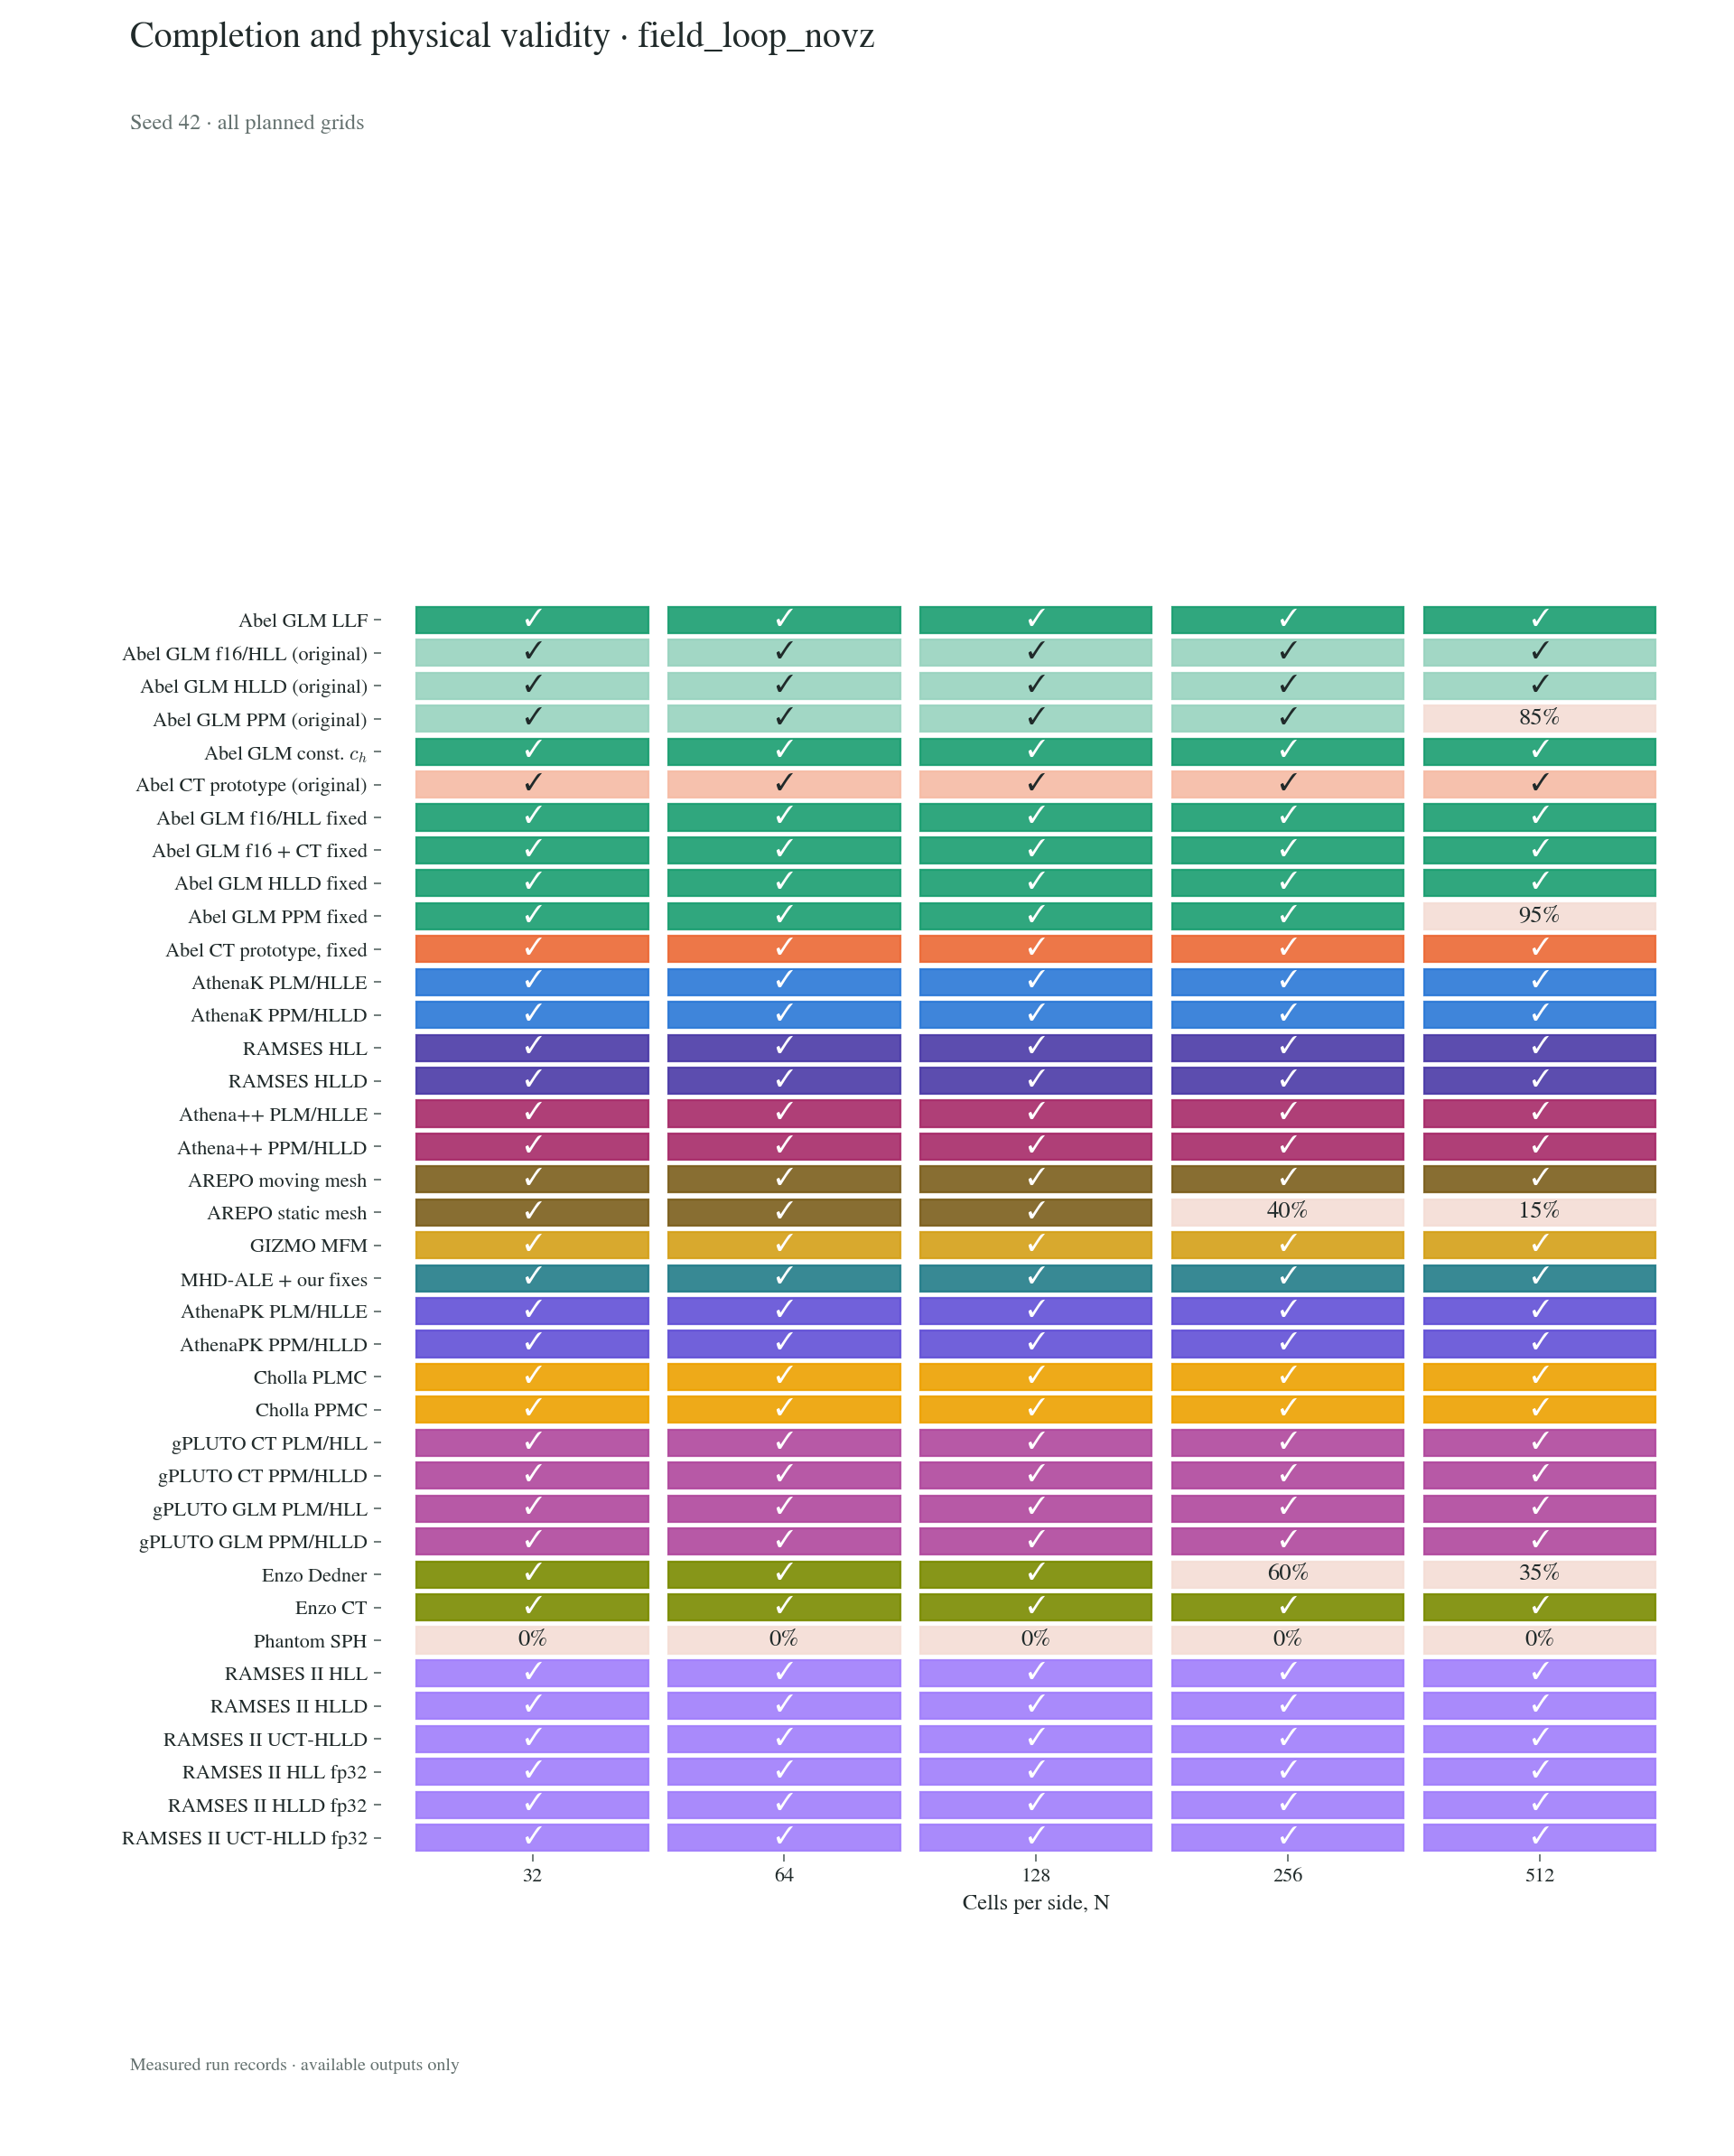 Completion and physical validity · field_loop_novz
Seed 42 · all planned grids
Abel GLM LLF ✓ ✓ ✓ ✓ ✓
Abel GLM f16/HLL (original) ✓ ✓ ✓ ✓ ✓
Abel GLM HLLD (original) ✓ ✓ ✓ ✓ ✓
Abel GLM PPM (original) ✓ ✓ ✓ ✓ 85%
Abel GLM const. c_h ✓ ✓ ✓ ✓ ✓
Abel CT prototype (original) ✓ ✓ ✓ ✓ ✓
Abel GLM f16/HLL fixed ✓ ✓ ✓ ✓ ✓
Abel GLM f16 + CT fixed ✓ ✓ ✓ ✓ ✓
Abel GLM HLLD fixed ✓ ✓ ✓ ✓ ✓
Abel GLM PPM fixed ✓ ✓ ✓ ✓ 95%
Abel CT prototype, fixed ✓ ✓ ✓ ✓ ✓
AthenaK PLM/HLLE ✓ ✓ ✓ ✓ ✓
AthenaK PPM/HLLD ✓ ✓ ✓ ✓ ✓
RAMSES HLL ✓ ✓ ✓ ✓ ✓
RAMSES HLLD ✓ ✓ ✓ ✓ ✓
Athena++ PLM/HLLE ✓ ✓ ✓ ✓ ✓
Athena++ PPM/HLLD ✓ ✓ ✓ ✓ ✓
AREPO moving mesh ✓ ✓ ✓ ✓ ✓
AREPO static mesh ✓ ✓ ✓ 40% 15%
GIZMO MFM ✓ ✓ ✓ ✓ ✓
MHD-ALE + our fixes ✓ ✓ ✓ ✓ ✓
AthenaPK PLM/HLLE ✓ ✓ ✓ ✓ ✓
AthenaPK PPM/HLLD ✓ ✓ ✓ ✓ ✓
Cholla PLMC ✓ ✓ ✓ ✓ ✓
Cholla PPMC ✓ ✓ ✓ ✓ ✓
gPLUTO CT PLM/HLL ✓ ✓ ✓ ✓ ✓
gPLUTO CT PPM/HLLD ✓ ✓ ✓ ✓ ✓
gPLUTO GLM PLM/HLL ✓ ✓ ✓ ✓ ✓
gPLUTO GLM PPM/HLLD ✓ ✓ ✓ ✓ ✓
Enzo Dedner ✓ ✓ ✓ 60% 35%
Enzo CT ✓ ✓ ✓ ✓ ✓
Phantom SPH 0% 0% 0% 0% 0%
RAMSES II HLL ✓ ✓ ✓ ✓ ✓
RAMSES II HLLD ✓ ✓ ✓ ✓ ✓
RAMSES II UCT-HLLD ✓ ✓ ✓ ✓ ✓
RAMSES II HLL fp32 ✓ ✓ ✓ ✓ ✓
RAMSES II HLLD fp32 ✓ ✓ ✓ ✓ ✓
RAMSES II UCT-HLLD fp32 ✓ ✓ ✓ ✓ ✓
32 64 128 256 512
Cells per side, N
Measured run records · available outputs only